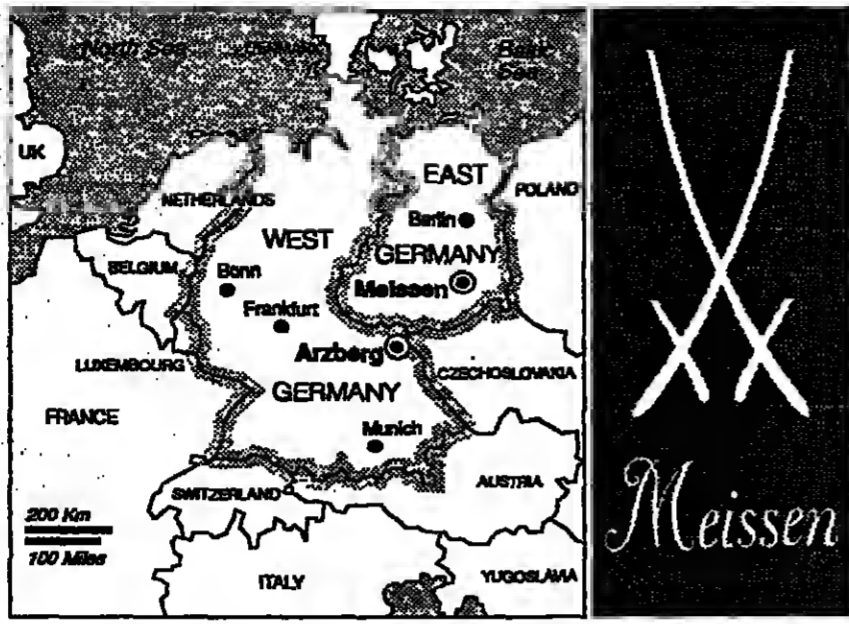 North Sea
Baltic
Sea
UK
NETHERLANDS
EAST
POLAND
Berlin
WEST
GERMANY
BELGIUM
Bonn
Meissen
Frankfurt
Arzberg
LUXEMBOURG
CZECHOSLOVAKIA
GERMANY
FRANCE
Munich
AUSTRIA
SWITZERLAND
200 Km
100 Miles
ITALY
YUGOSLAVIA
Meissen